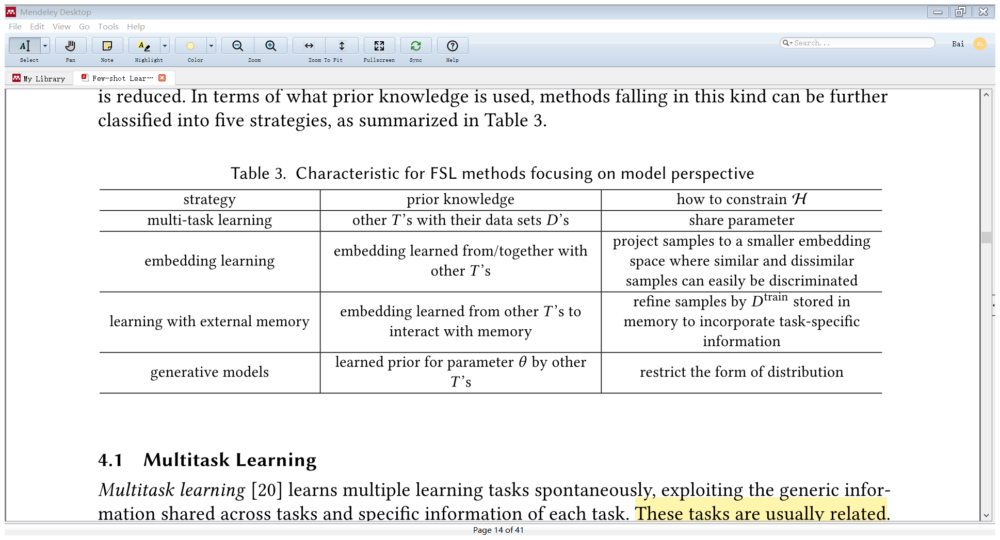 Mendeley Desktop
File Edit View Go Tools Help
Select Pan Note Highlight Color Zoom Zoom To Fit Fullscreen Sync Help
Search...
Bai
BL
My Library
Few-shot Lear…
is reduced. In terms of what prior knowledge is used, methods falling in this kind can be further
classified into five strategies, as summarized in Table 3.
Table 3. Characteristic for FSL methods focusing on model perspective
strategy
prior knowledge
how to constrain ℋ
multi-task learning
other T's with their data sets D's
share parameter
embedding learning
embedding learned from/together with
other T's
project samples to a smaller embedding
space where similar and dissimilar
samples can easily be discriminated
learning with external memory
embedding learned from other T's to
interact with memory
refine samples by D^train stored in
memory to incorporate task-specific
information
generative models
learned prior for parameter θ by other
T's
restrict the form of distribution
4.1 Multitask Learning
Multitask learning [20] learns multiple learning tasks spontaneously, exploiting the generic infor-
mation shared across tasks and specific information of each task. These tasks are usually related.
Page 14 of 41